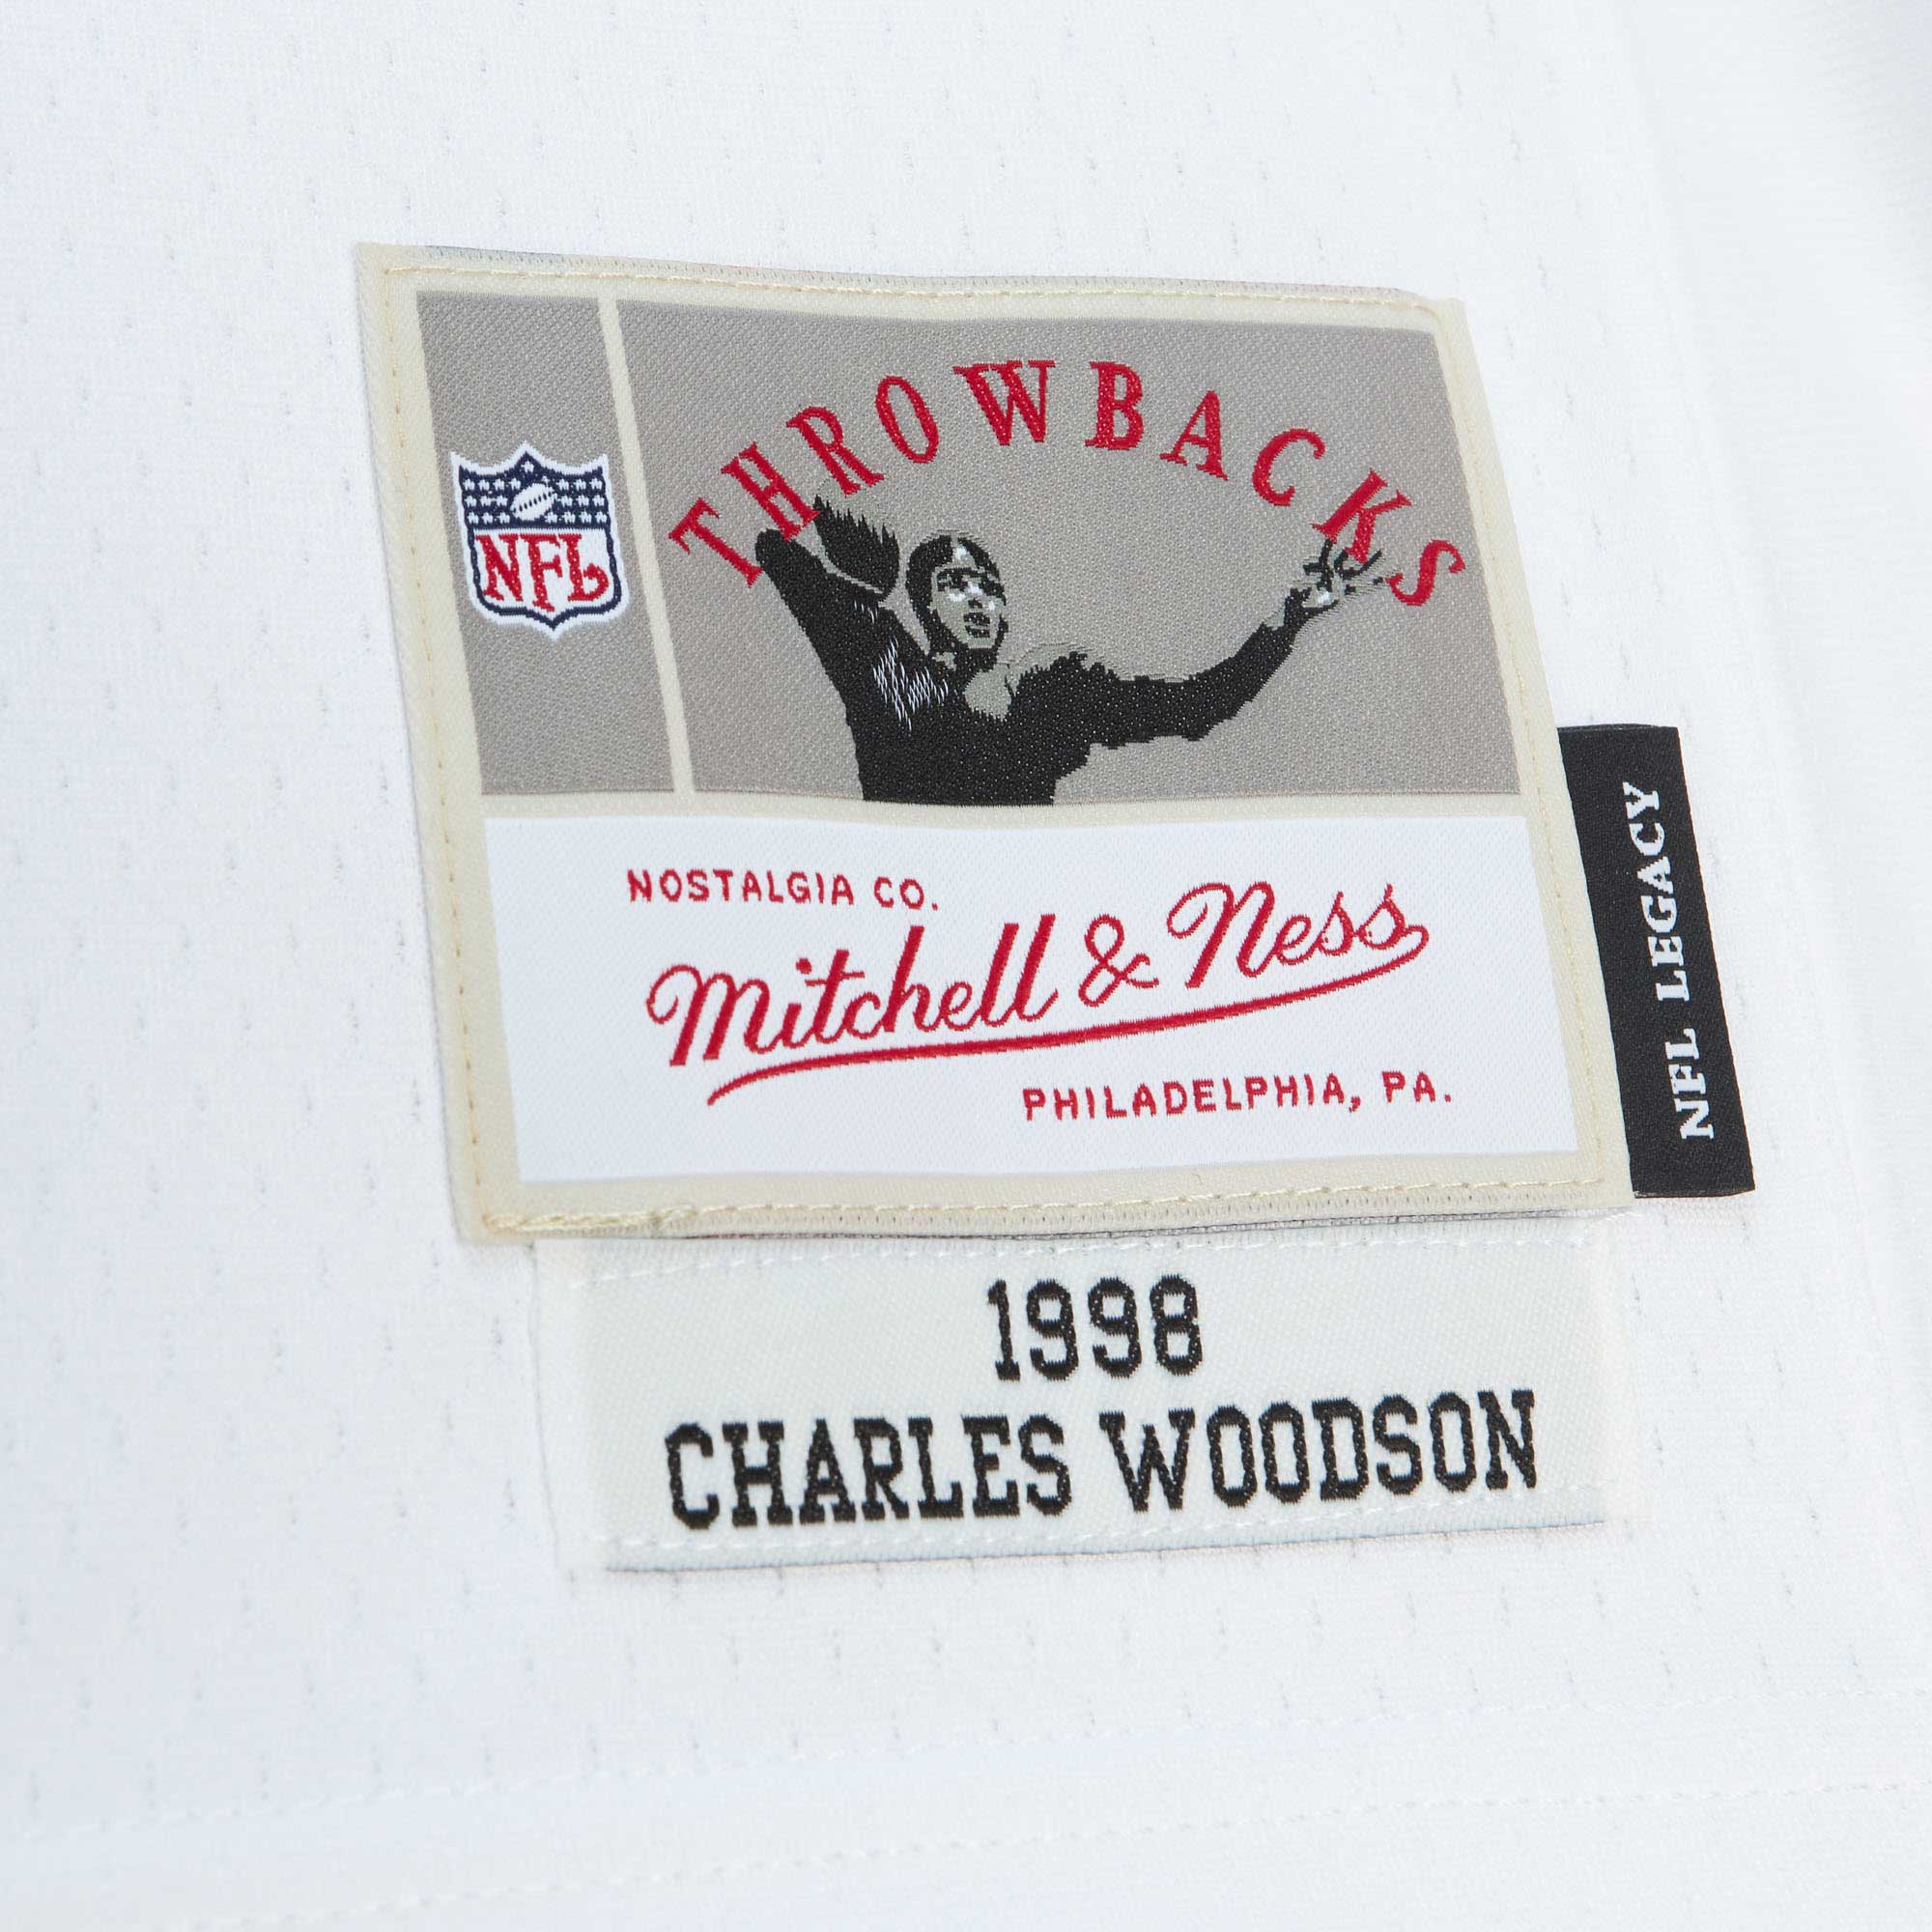 THROWBACKS
NFL
NOSTALGIA CO.
Mitchell & Ness
PHILADELPHIA, PA.
NFL LEGACY
1998
CHARLES WOODSON